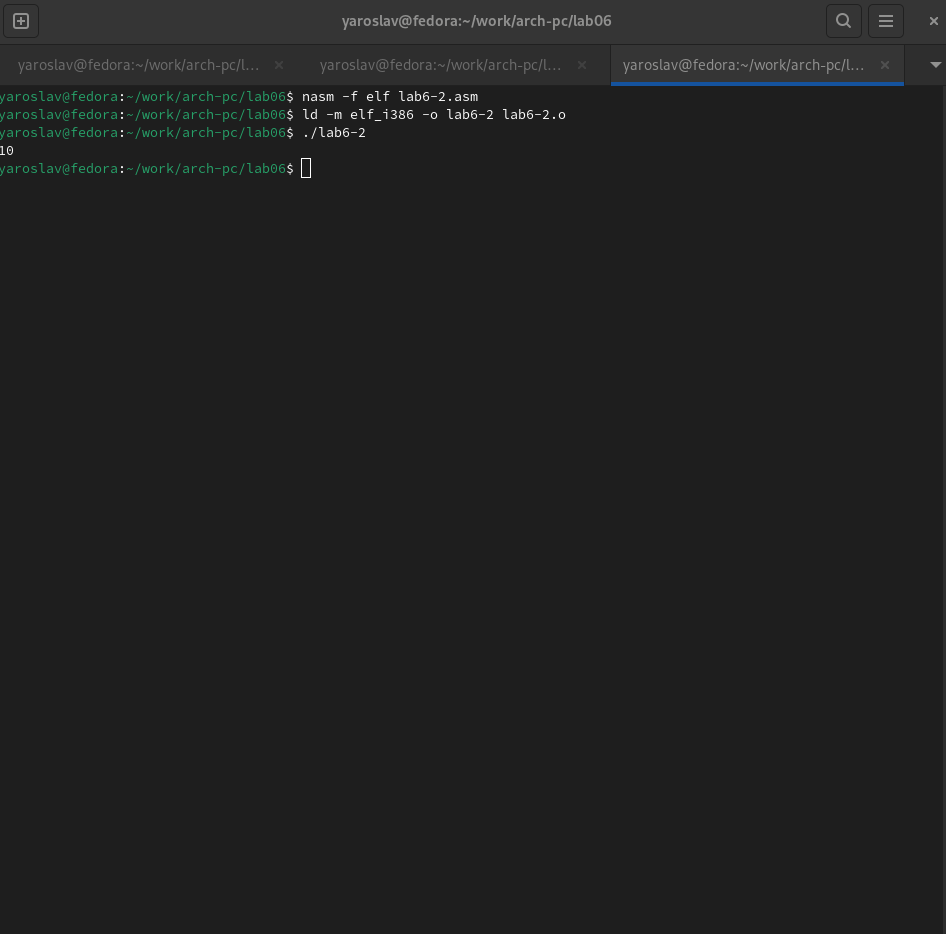 yaroslav@fedora:~/work/arch-pc/lab06
yaroslav@fedora:~/work/arch-pc/l...
yaroslav@fedora:~/work/arch-pc/l...
yaroslav@fedora:~/work/arch-pc/l...
yaroslav@fedora:~/work/arch-pc/lab06$ nasm -f elf lab6-2.asm
yaroslav@fedora:~/work/arch-pc/lab06$ ld -m elf_i386 -o lab6-2 lab6-2.o
yaroslav@fedora:~/work/arch-pc/lab06$ ./lab6-2
10
yaroslav@fedora:~/work/arch-pc/lab06$